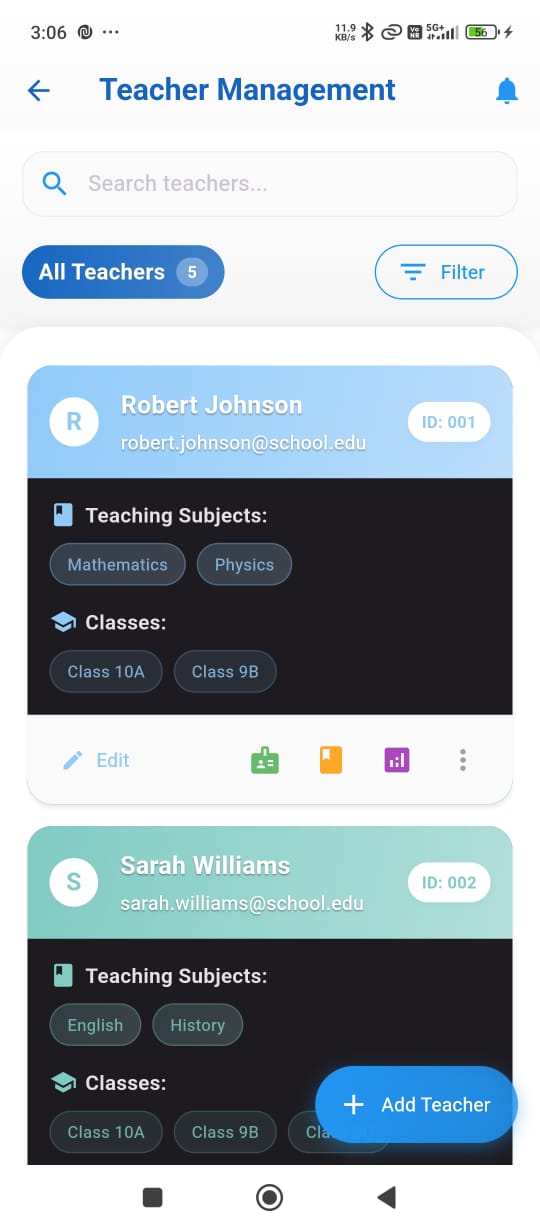 3:06 ... 11.9 KB/s Vo NR 5G+ 56
Teacher Management
Search teachers...
All Teachers 5 Filter
R Robert Johnson ID: 001
robert.johnson@school.edu
Teaching Subjects:
Mathematics Physics
Classes:
Class 10A Class 9B
Edit
S Sarah Williams ID: 002
sarah.williams@school.edu
Teaching Subjects:
English History
Classes:
Class 10A Class 9B
+ Add Teacher